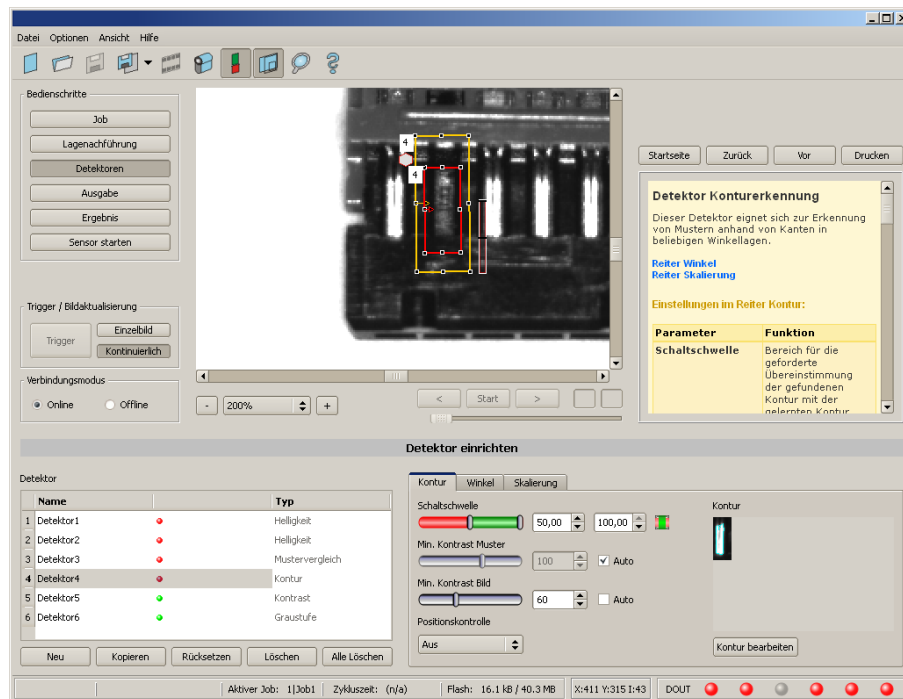 Datei Optionen Ansicht Hilfe
Bedienschritte
Job
Lagenachführung
Detektoren
Ausgabe
Ergebnis
Sensor starten
Trigger / Bildaktualisierung
Trigger
Einzelbild
Kontinuierlich
Verbindungsmodus
Online Offline
4
4
- 200% +
< Start >
Startseite Zurück Vor Drucken
Detektor Konturerkennung
Dieser Detektor eignet sich zur Erkennung
von Mustern anhand von Kanten in
beliebigen Winkellagen.
Reiter Winkel
Reiter Skalierung
Einstellungen im Reiter Kontur:
Parameter Funktion
Schaltschwelle Bereich für die
geforderte
Übereinstimmung
der gefundenen
Kontur mit der
gelernten Kontur
Detektor einrichten
Detektor
Name Typ
1 Detektor1 Helligkeit
2 Detektor2 Helligkeit
3 Detektor3 Mustervergleich
4 Detektor4 Kontur
5 Detektor5 Kontrast
6 Detektor6 Graustufe
Neu Kopieren Rücksetzen Löschen Alle Löschen
Kontur Winkel Skalierung
Schaltschwelle
50,00 100,00
Min. Kontrast Muster
100 Auto
Min. Kontrast Bild
60 Auto
Positionskontrolle
Aus
Kontur
Kontur bearbeiten
Aktiver Job: 1|Job1 Zykluszeit: (n/a) Flash: 16.1 kB / 40.3 MB X:411 Y:315 I:43 DOUT